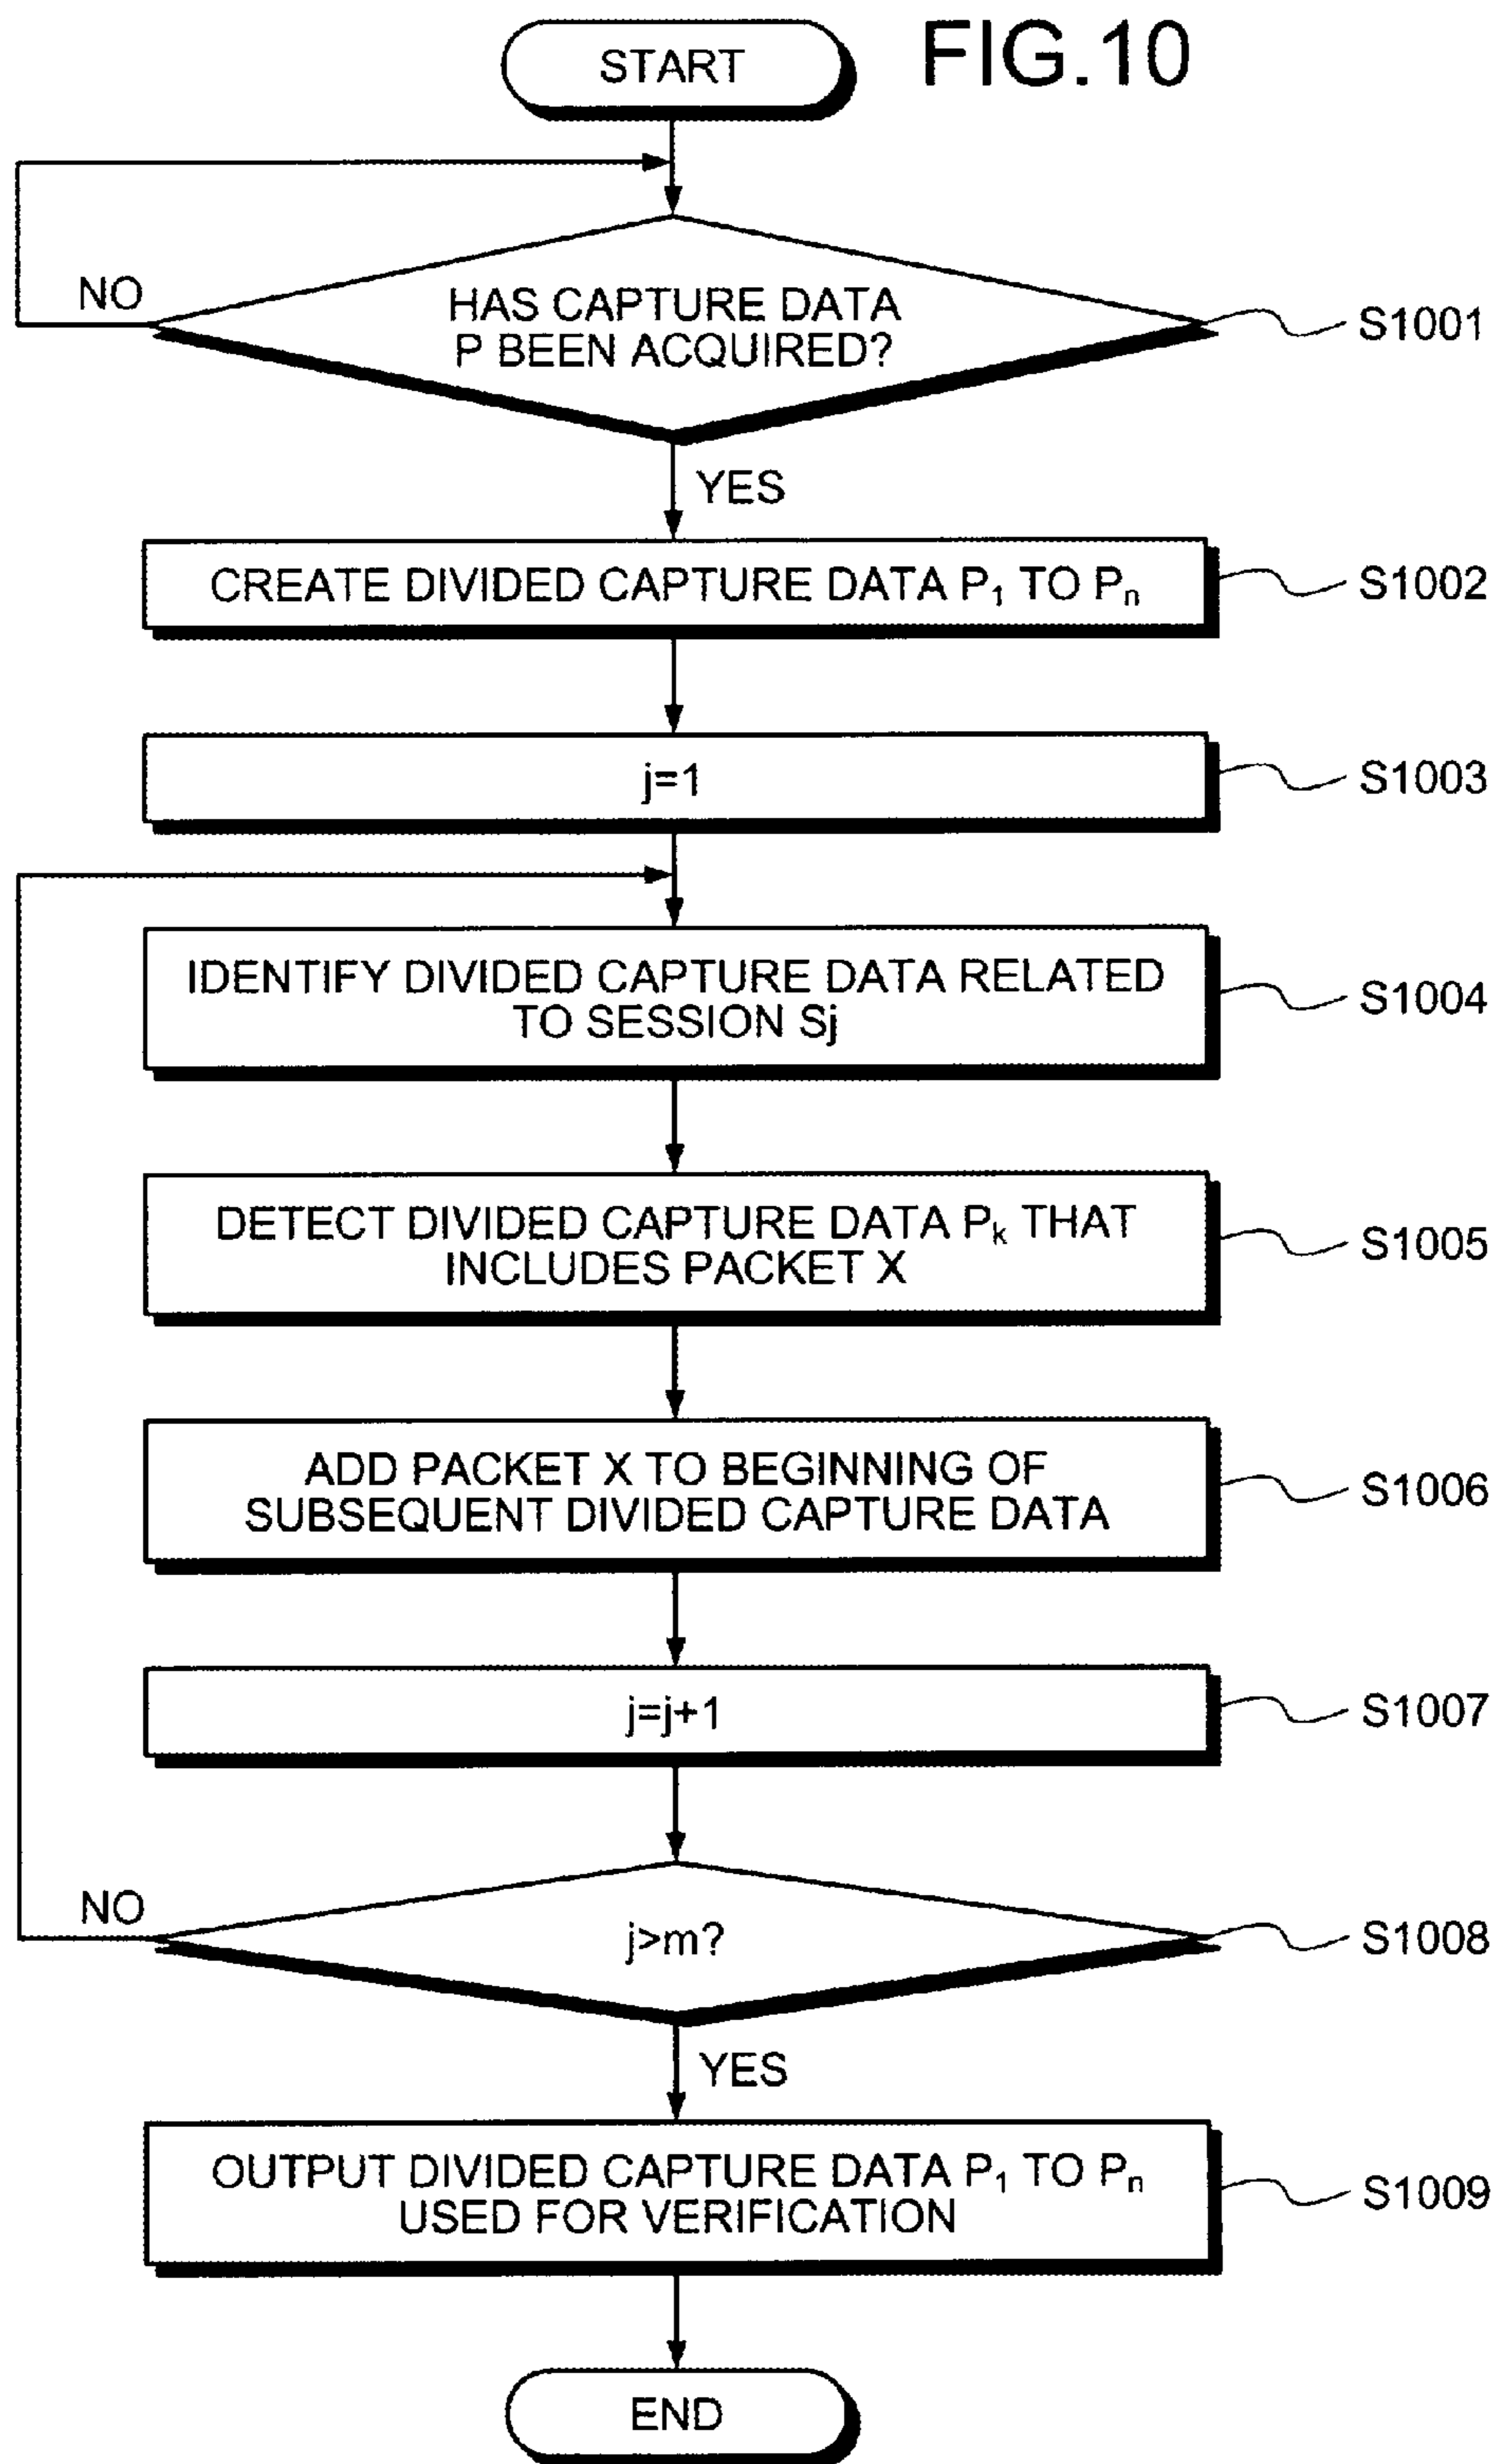 FIG.10
START
NO
HAS CAPTURE DATA
P BEEN ACQUIRED?
S1001
YES
CREATE DIVIDED CAPTURE DATA P₁ TO Pₙ
S1002
j=1
S1003
IDENTIFY DIVIDED CAPTURE DATA RELATED
TO SESSION Sj
S1004
DETECT DIVIDED CAPTURE DATA Pₖ THAT
INCLUDES PACKET X
S1005
ADD PACKET X TO BEGINNING OF
SUBSEQUENT DIVIDED CAPTURE DATA
S1006
j=j+1
S1007
NO
j>m?
S1008
YES
OUTPUT DIVIDED CAPTURE DATA P₁ TO Pₙ
USED FOR VERIFICATION
S1009
END